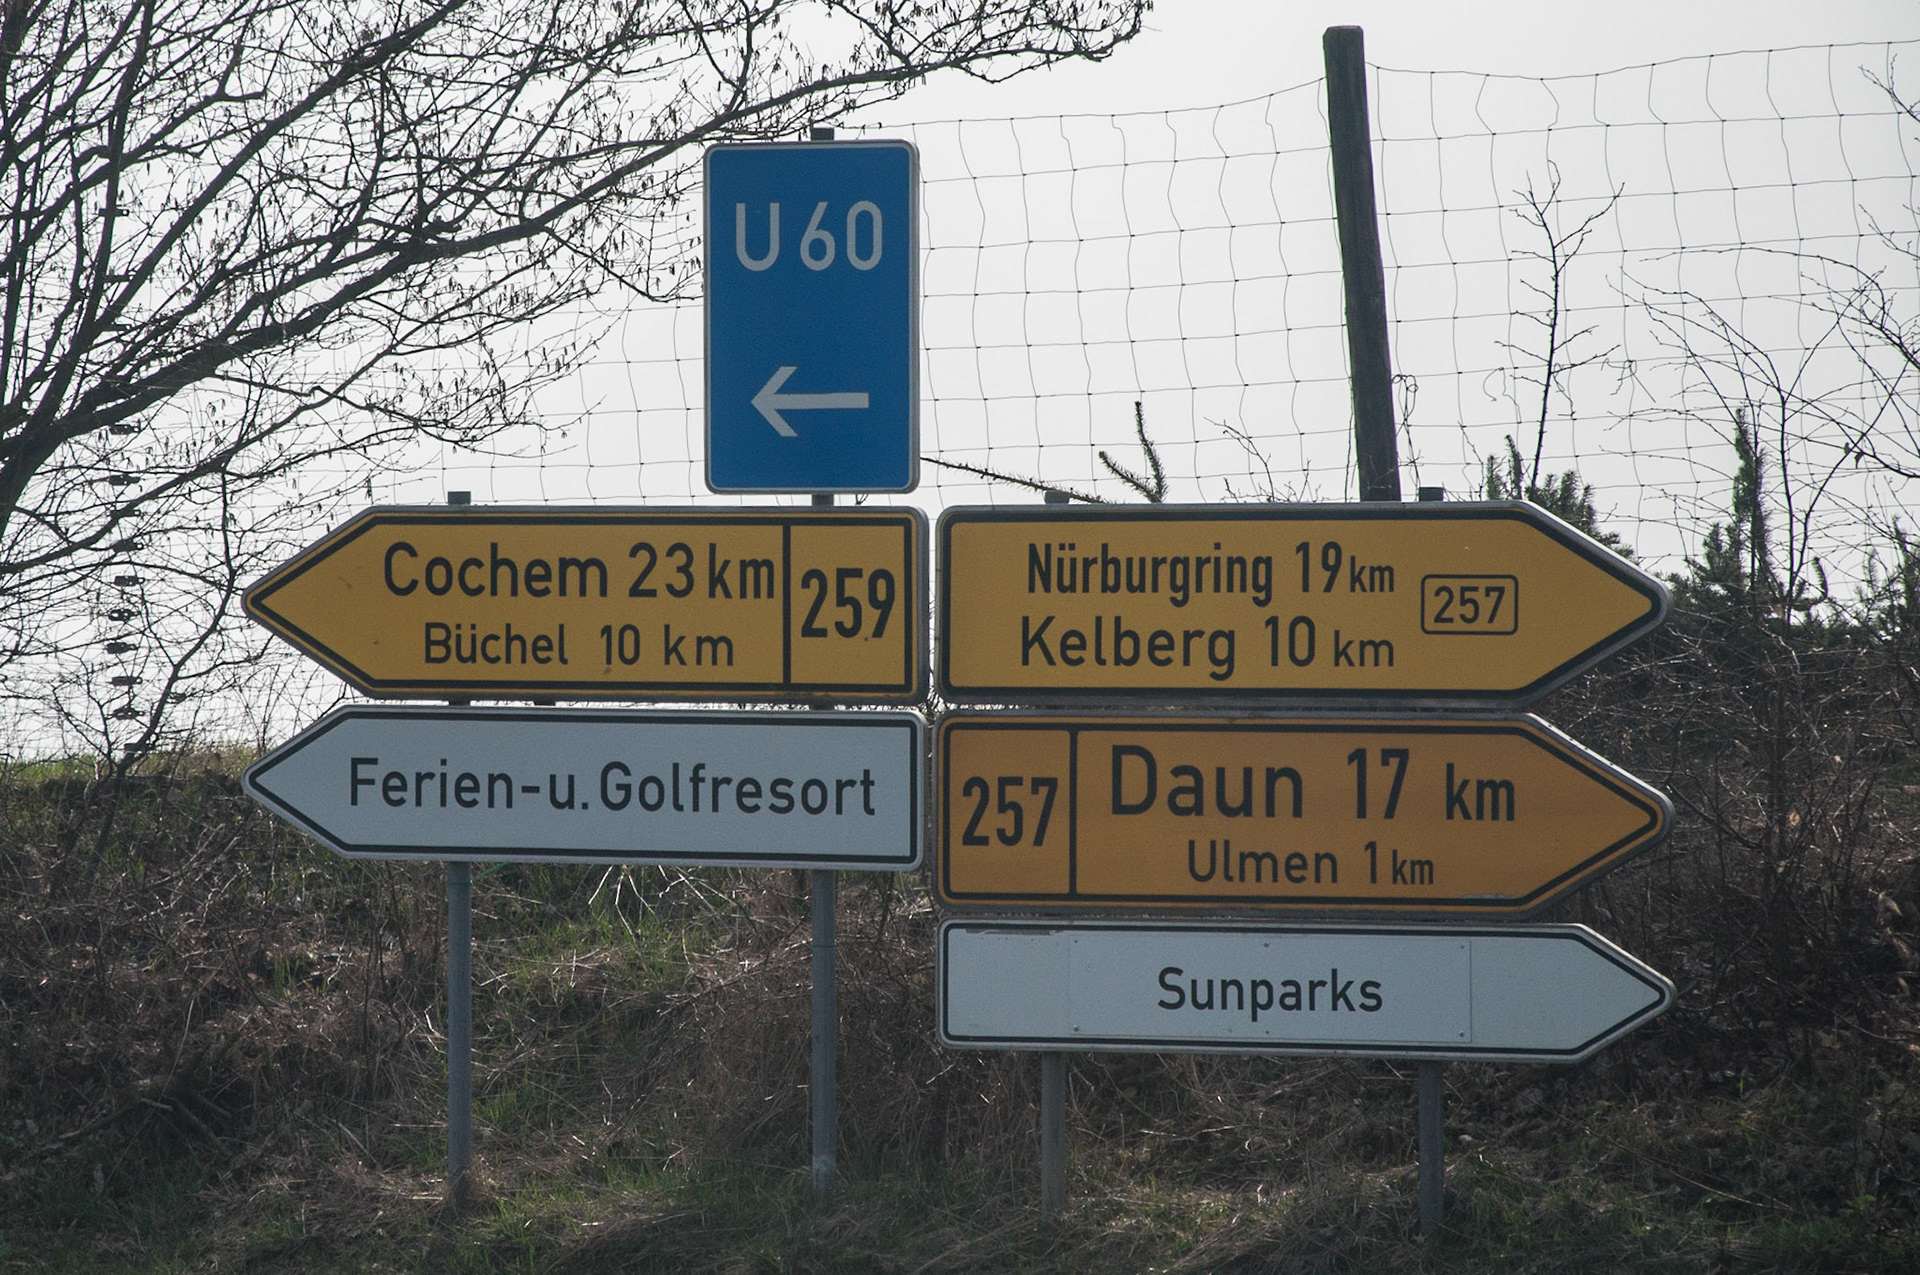 U 60
Cochem 23 km
Büchel 10 km
259
Ferien-u. Golfresort
Nürburgring 19 km
Kelberg 10 km
257
257
Daun 17 km
Ulmen 1 km
Sunparks